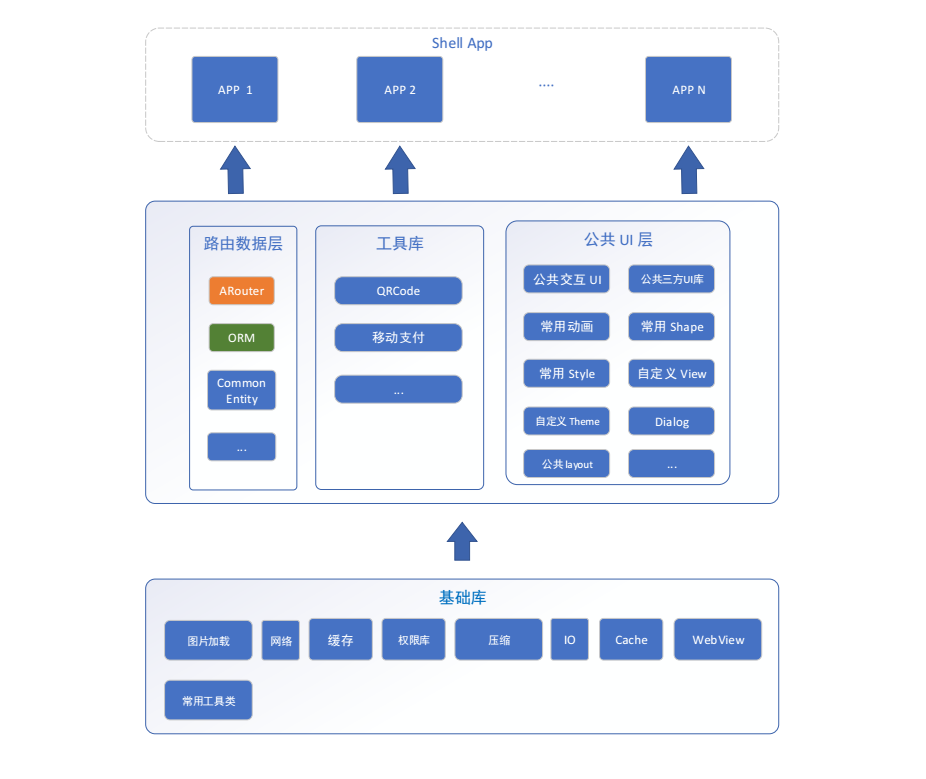 Shell App
APP 1
APP 2
....
APP N
路由数据层
ARouter
ORM
Common
Entity
...
工具库
QRCode
移动支付
...
公共 UI 层
公共交互 UI
公共三方UI库
常用动画
常用 Shape
常用 Style
自定义 View
自定义 Theme
Dialog
公共 layout
...
基础库
图片加载
网络
缓存
权限库
压缩
IO
Cache
WebView
常用工具类